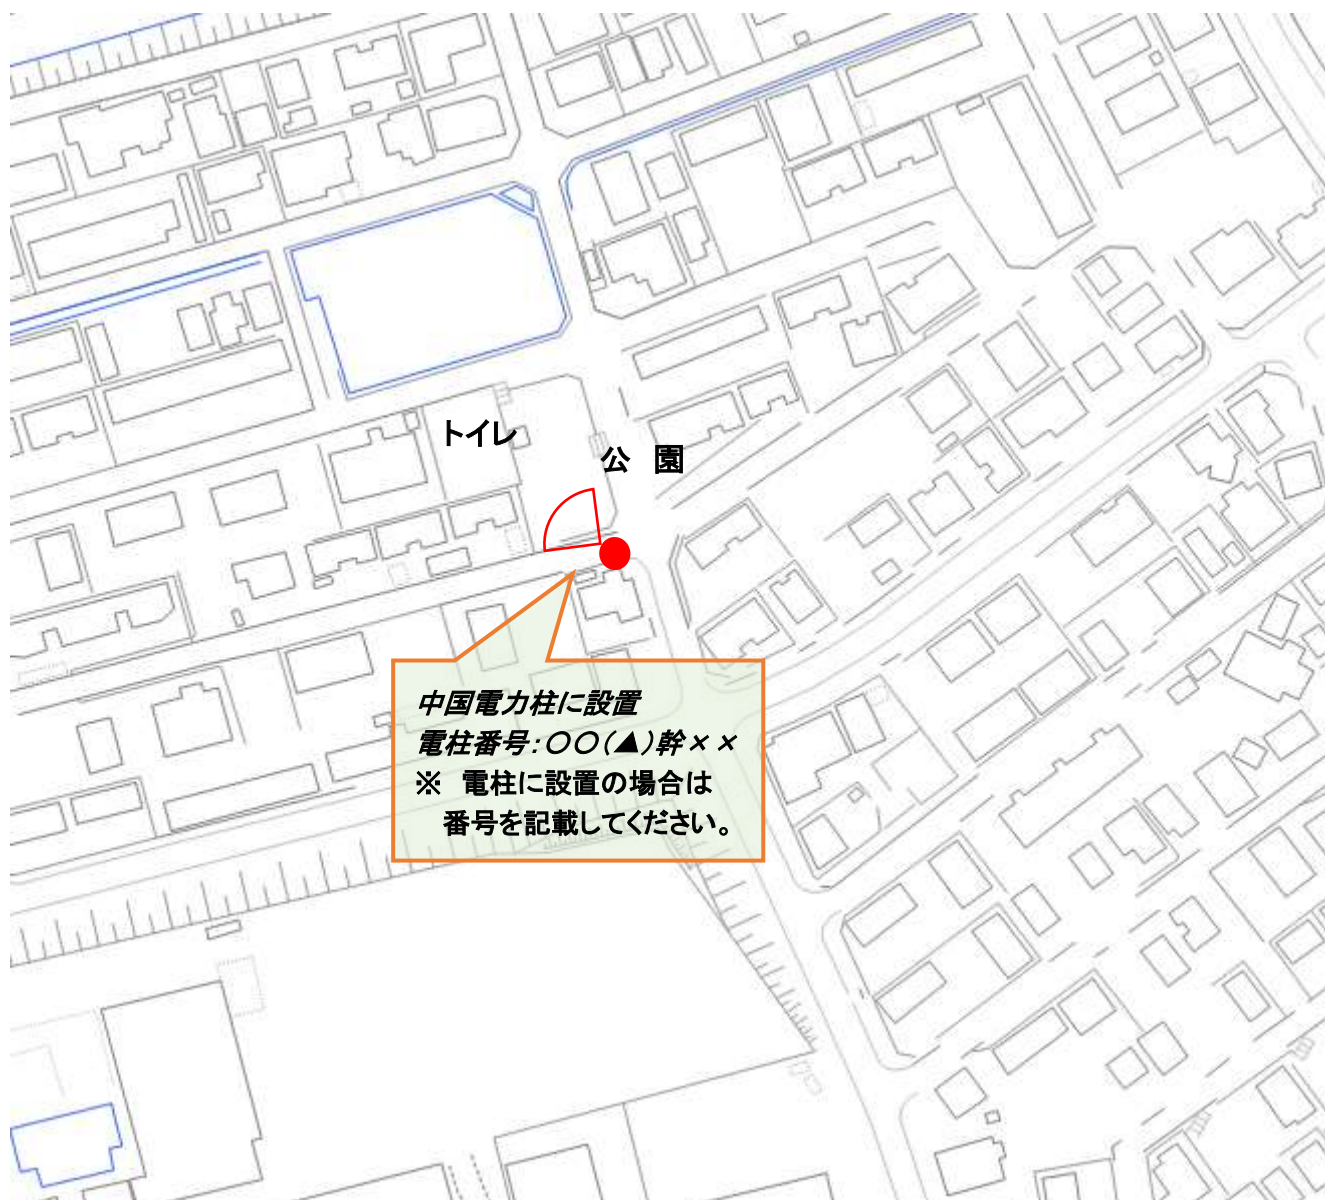 トイレ
公　園
中国電力柱に設置
電柱番号:〇〇(▲)幹××
※　電柱に設置の場合は
番号を記載してください。